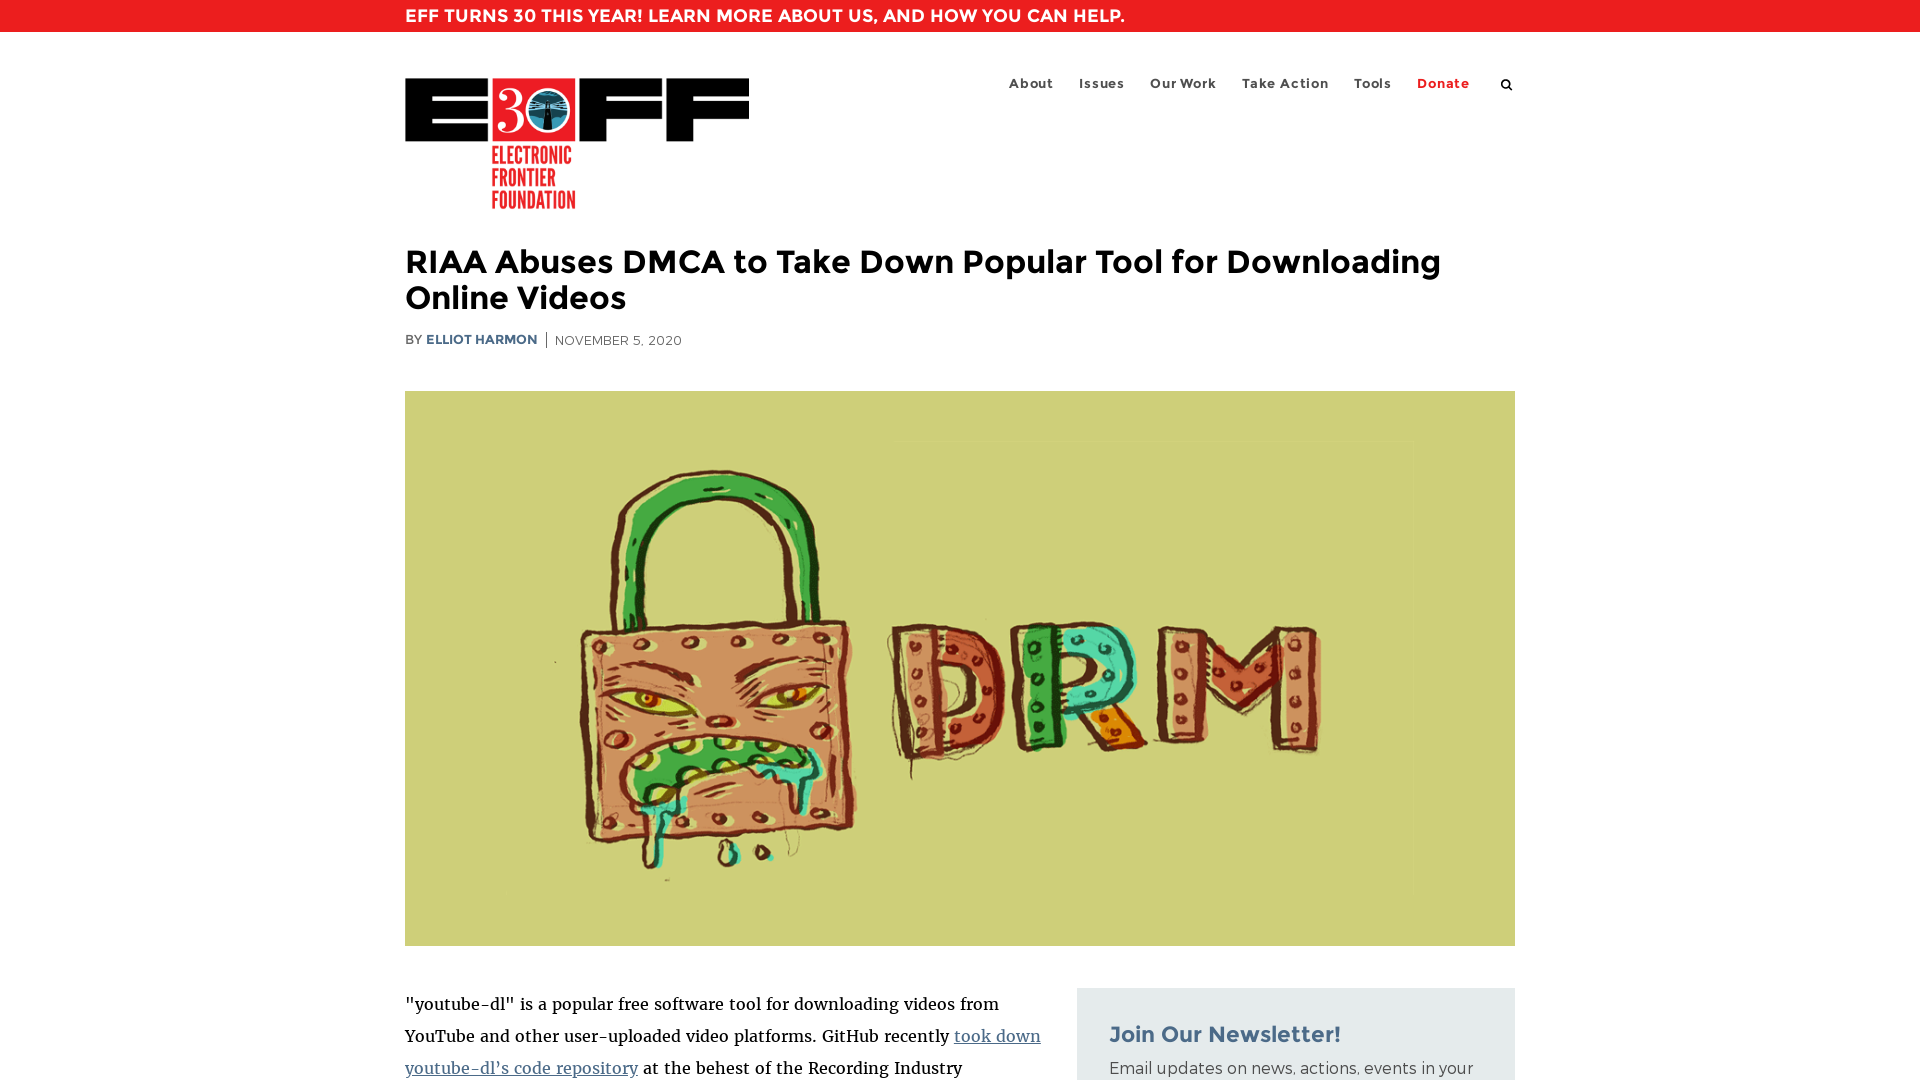 EFF TURNS 30 THIS YEAR! LEARN MORE ABOUT US, AND HOW YOU CAN HELP.
About Issues Our Work Take Action Tools Donate
E30FF
ELECTRONIC
FRONTIER
FOUNDATION
RIAA Abuses DMCA to Take Down Popular Tool for Downloading
Online Videos
BY ELLIOT HARMON | NOVEMBER 5, 2020
DRM
"youtube-dl" is a popular free software tool for downloading videos from
YouTube and other user-uploaded video platforms. GitHub recently took down
youtube-dl’s code repository at the behest of the Recording Industry
Join Our Newsletter!
Email updates on news, actions, events in your